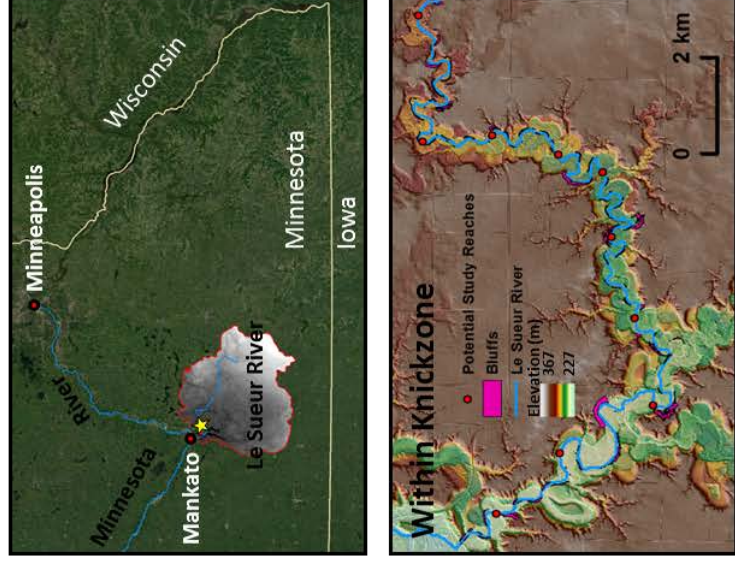 Minneapolis
Wisconsin
Minnesota
River
Mankato
Le Sueur River
Minnesota
Iowa
Within Knickzone
Potential Study Reaches
Bluffs
Le Sueur River
Elevation (m)
367
227
0 2 km